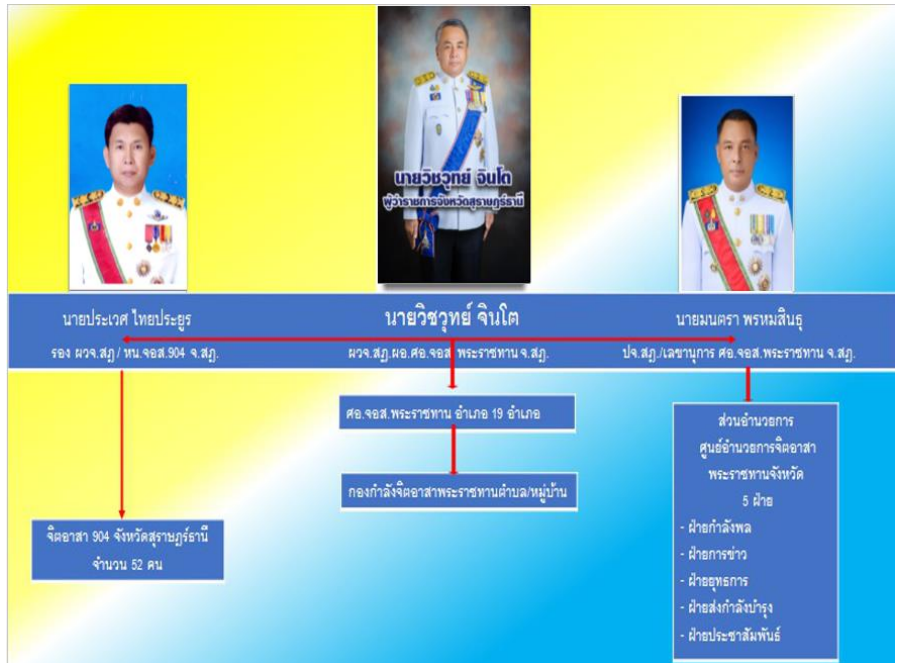 นายวิชวุทย์ จินโต
ผู้ว่าราชการจังหวัดสุราษฎร์ธานี
นายประเวศ ไทยประยูร
รอง ผวจ.สฎ / หน.จอส.904 จ.สฎ.
นายวิชวุทย์ จินโต
ผวจ.สฎ.ผอ.ศอ.จอส. พระราชทาน จ.สฎ.
นายมนตรา พรหมสินธุ
ปจ.สฎ./เลขานุการ ศอ.จอส.พระราชทาน จ.สฎ.
จิตอาสา 904 จังหวัดสุราษฎร์ธานี
จำนวน 52 คน
ศอ.จอส.พระราชทาน อำเภอ 19 อำเภอ
กองกำลังจิตอาสาพระราชทานตำบล/หมู่บ้าน
ส่วนอำนวยการ
ศูนย์อำนวยการจิตอาสา
พระราชทานจังหวัด
5 ฝ่าย
- ฝ่ายกำลังพล
- ฝ่ายการข่าว
- ฝ่ายยุทธการ
- ฝ่ายส่งกำลังบำรุง
- ฝ่ายประชาสัมพันธ์